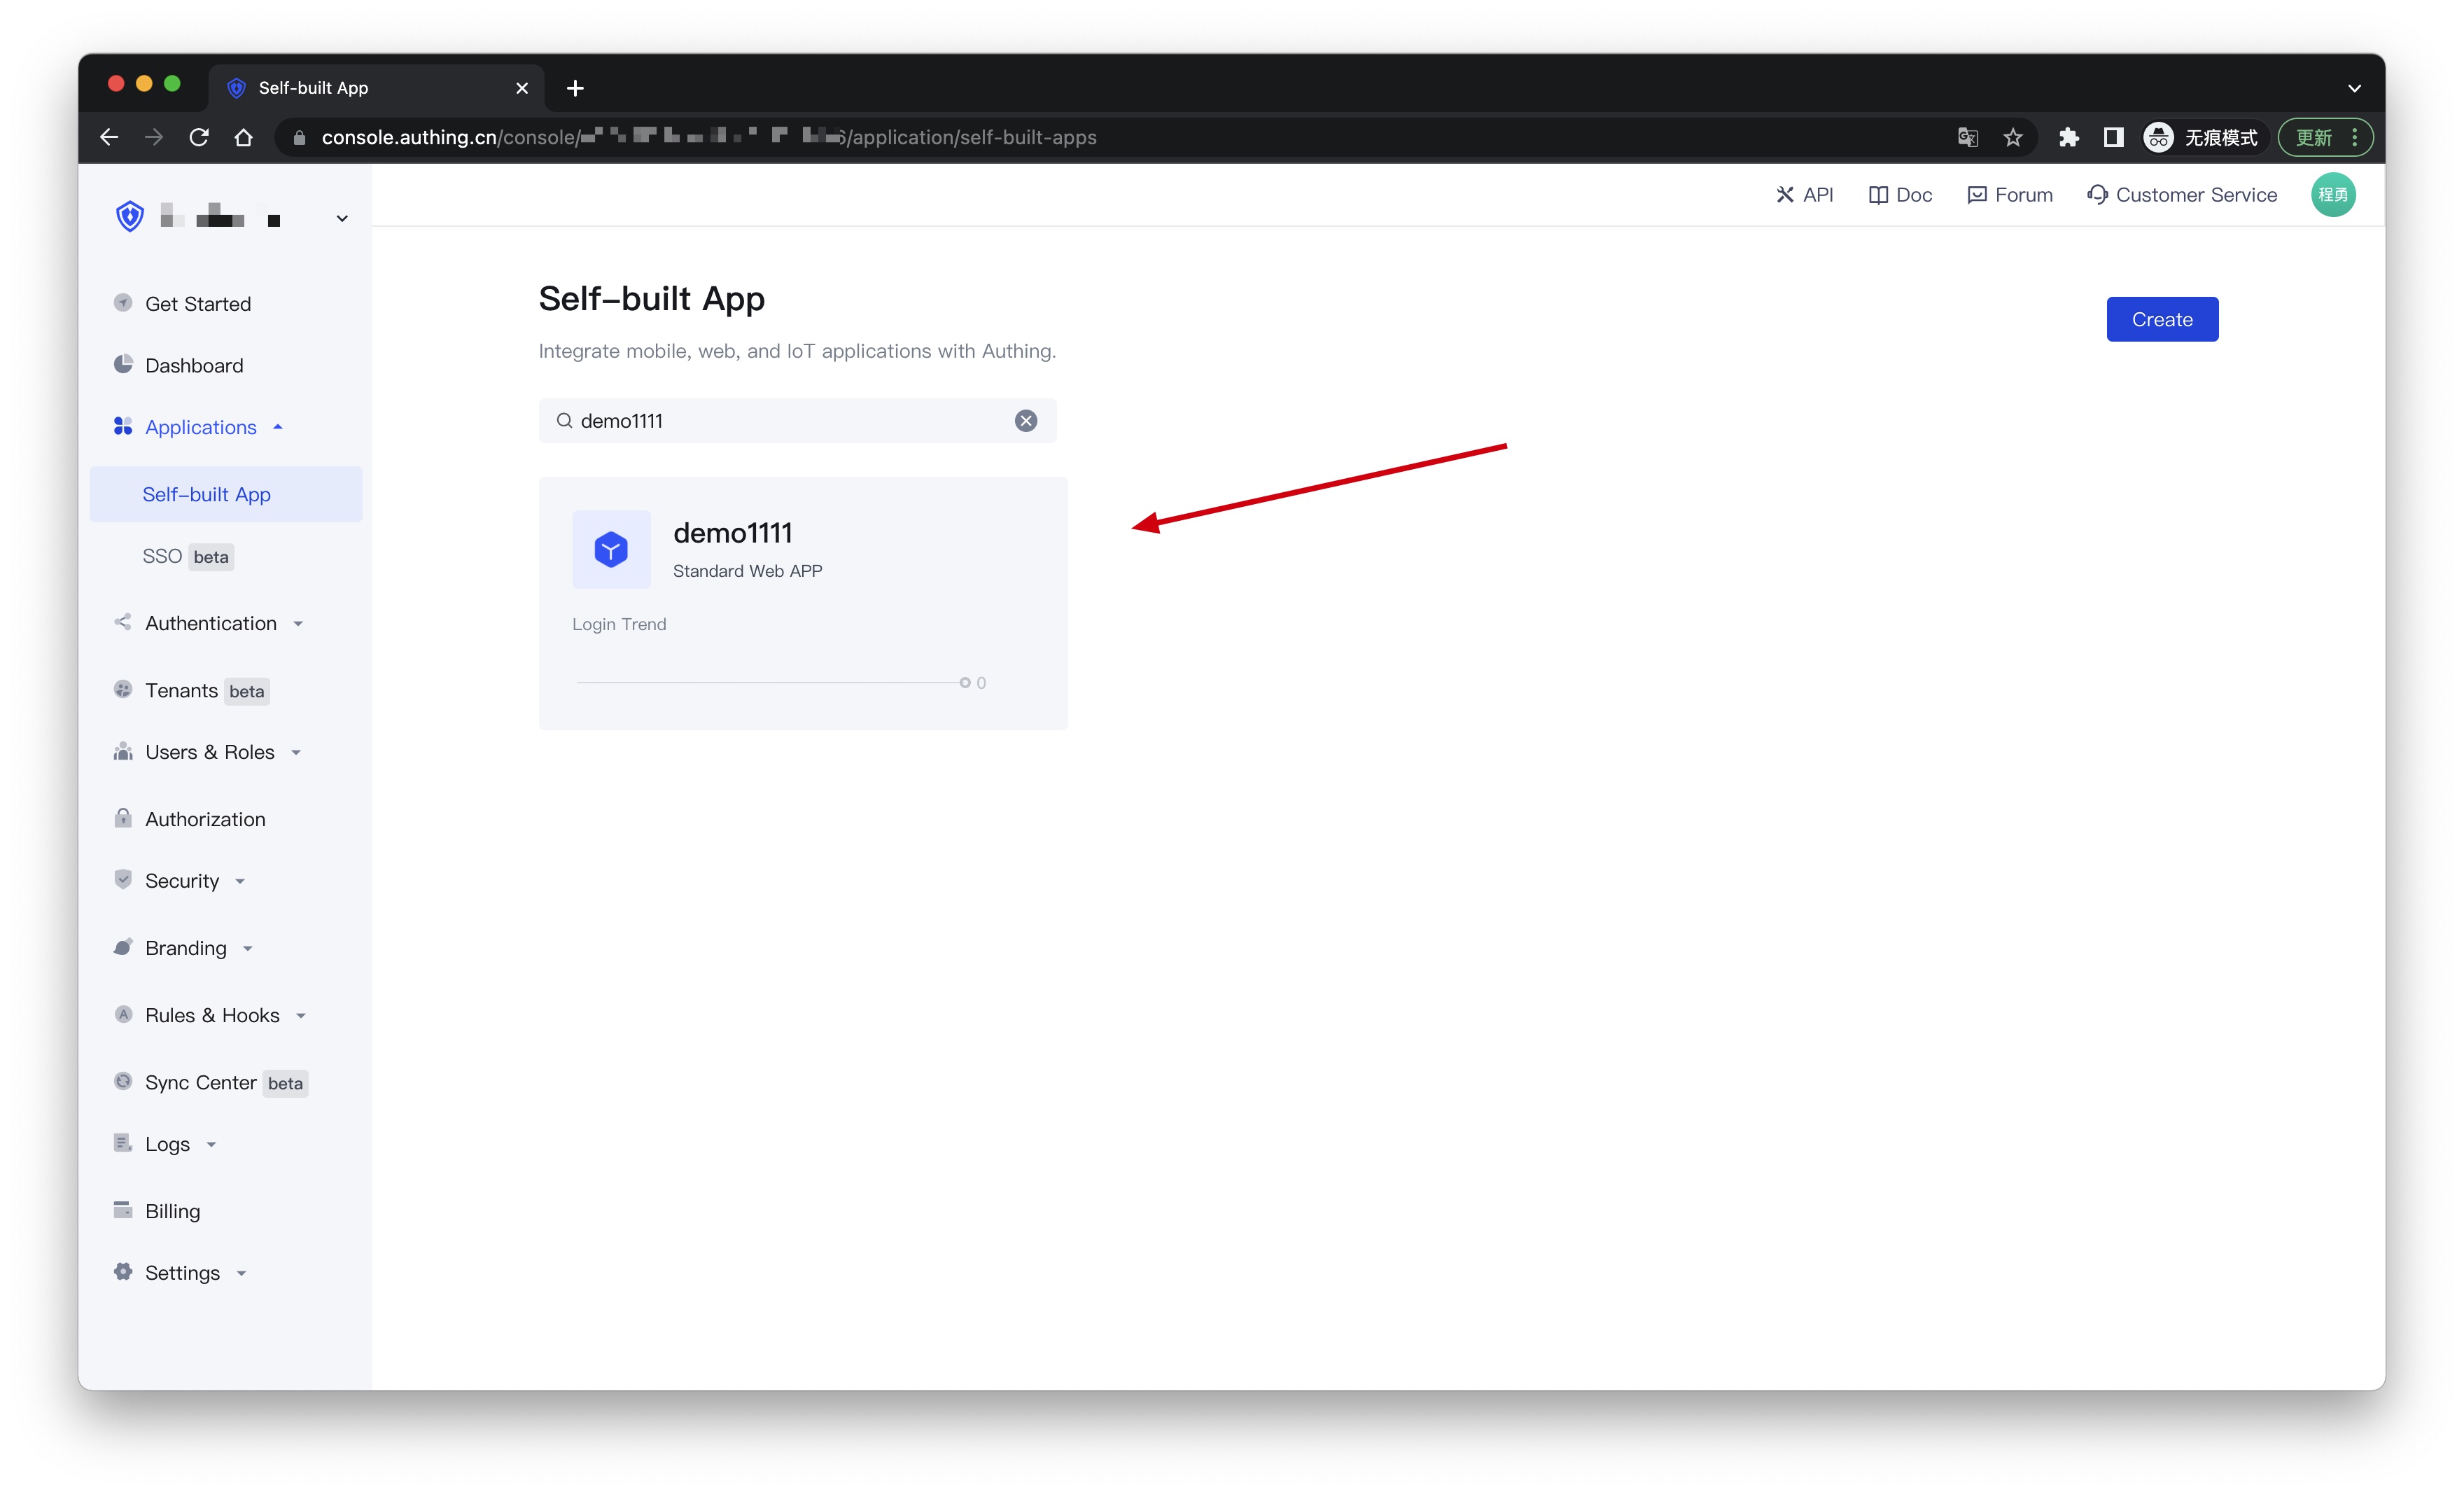 Self-built App
console.authing.cn/console/
/application/self-built-apps
无痕模式
更新
API
Doc
Forum
Customer Service
程勇
Get Started
Dashboard
Applications
Self-built App
SSO beta
Authentication
Tenants beta
Users & Roles
Authorization
Security
Branding
Rules & Hooks
Sync Center beta
Logs
Billing
Settings
Self-built App
Create
Integrate mobile, web, and IoT applications with Authing.
demo1111
demo1111
Standard Web APP
Login Trend
0